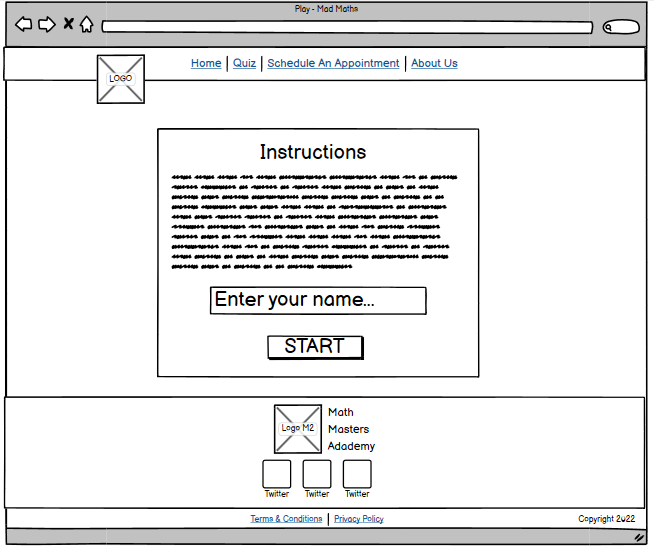 Play - Mad Maths
LOGO
Home | Quiz | Schedule An Appointment | About Us
Instructions
Enter your name...
START
Logo M2
Math
Masters
Adademy
Twitter Twitter Twitter
Terms & Conditions | Privacy Policy
Copyright 2022